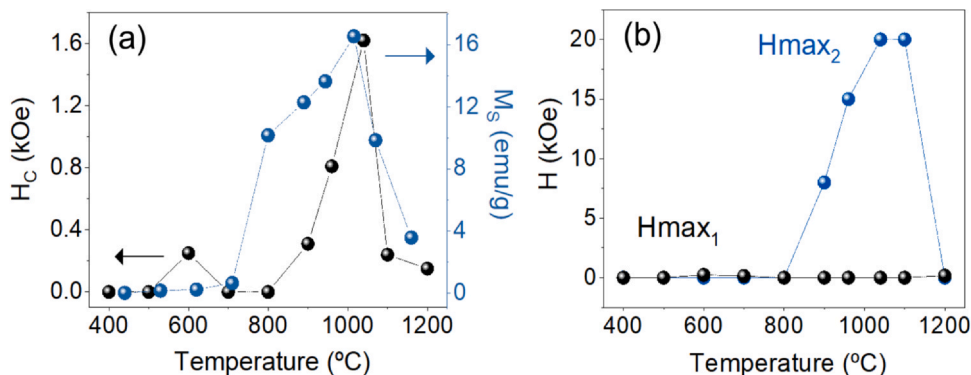 (a)
H_C (kOe)
1.6
1.2
0.8
0.4
0.0
16
12
8
4
0
M_S (emu/g)
400 600 800 1000 1200
Temperature (ºC)
(b)
Hmax_2
Hmax_1
H (kOe)
20
15
10
5
0
400 600 800 1000 1200
Temperature (ºC)